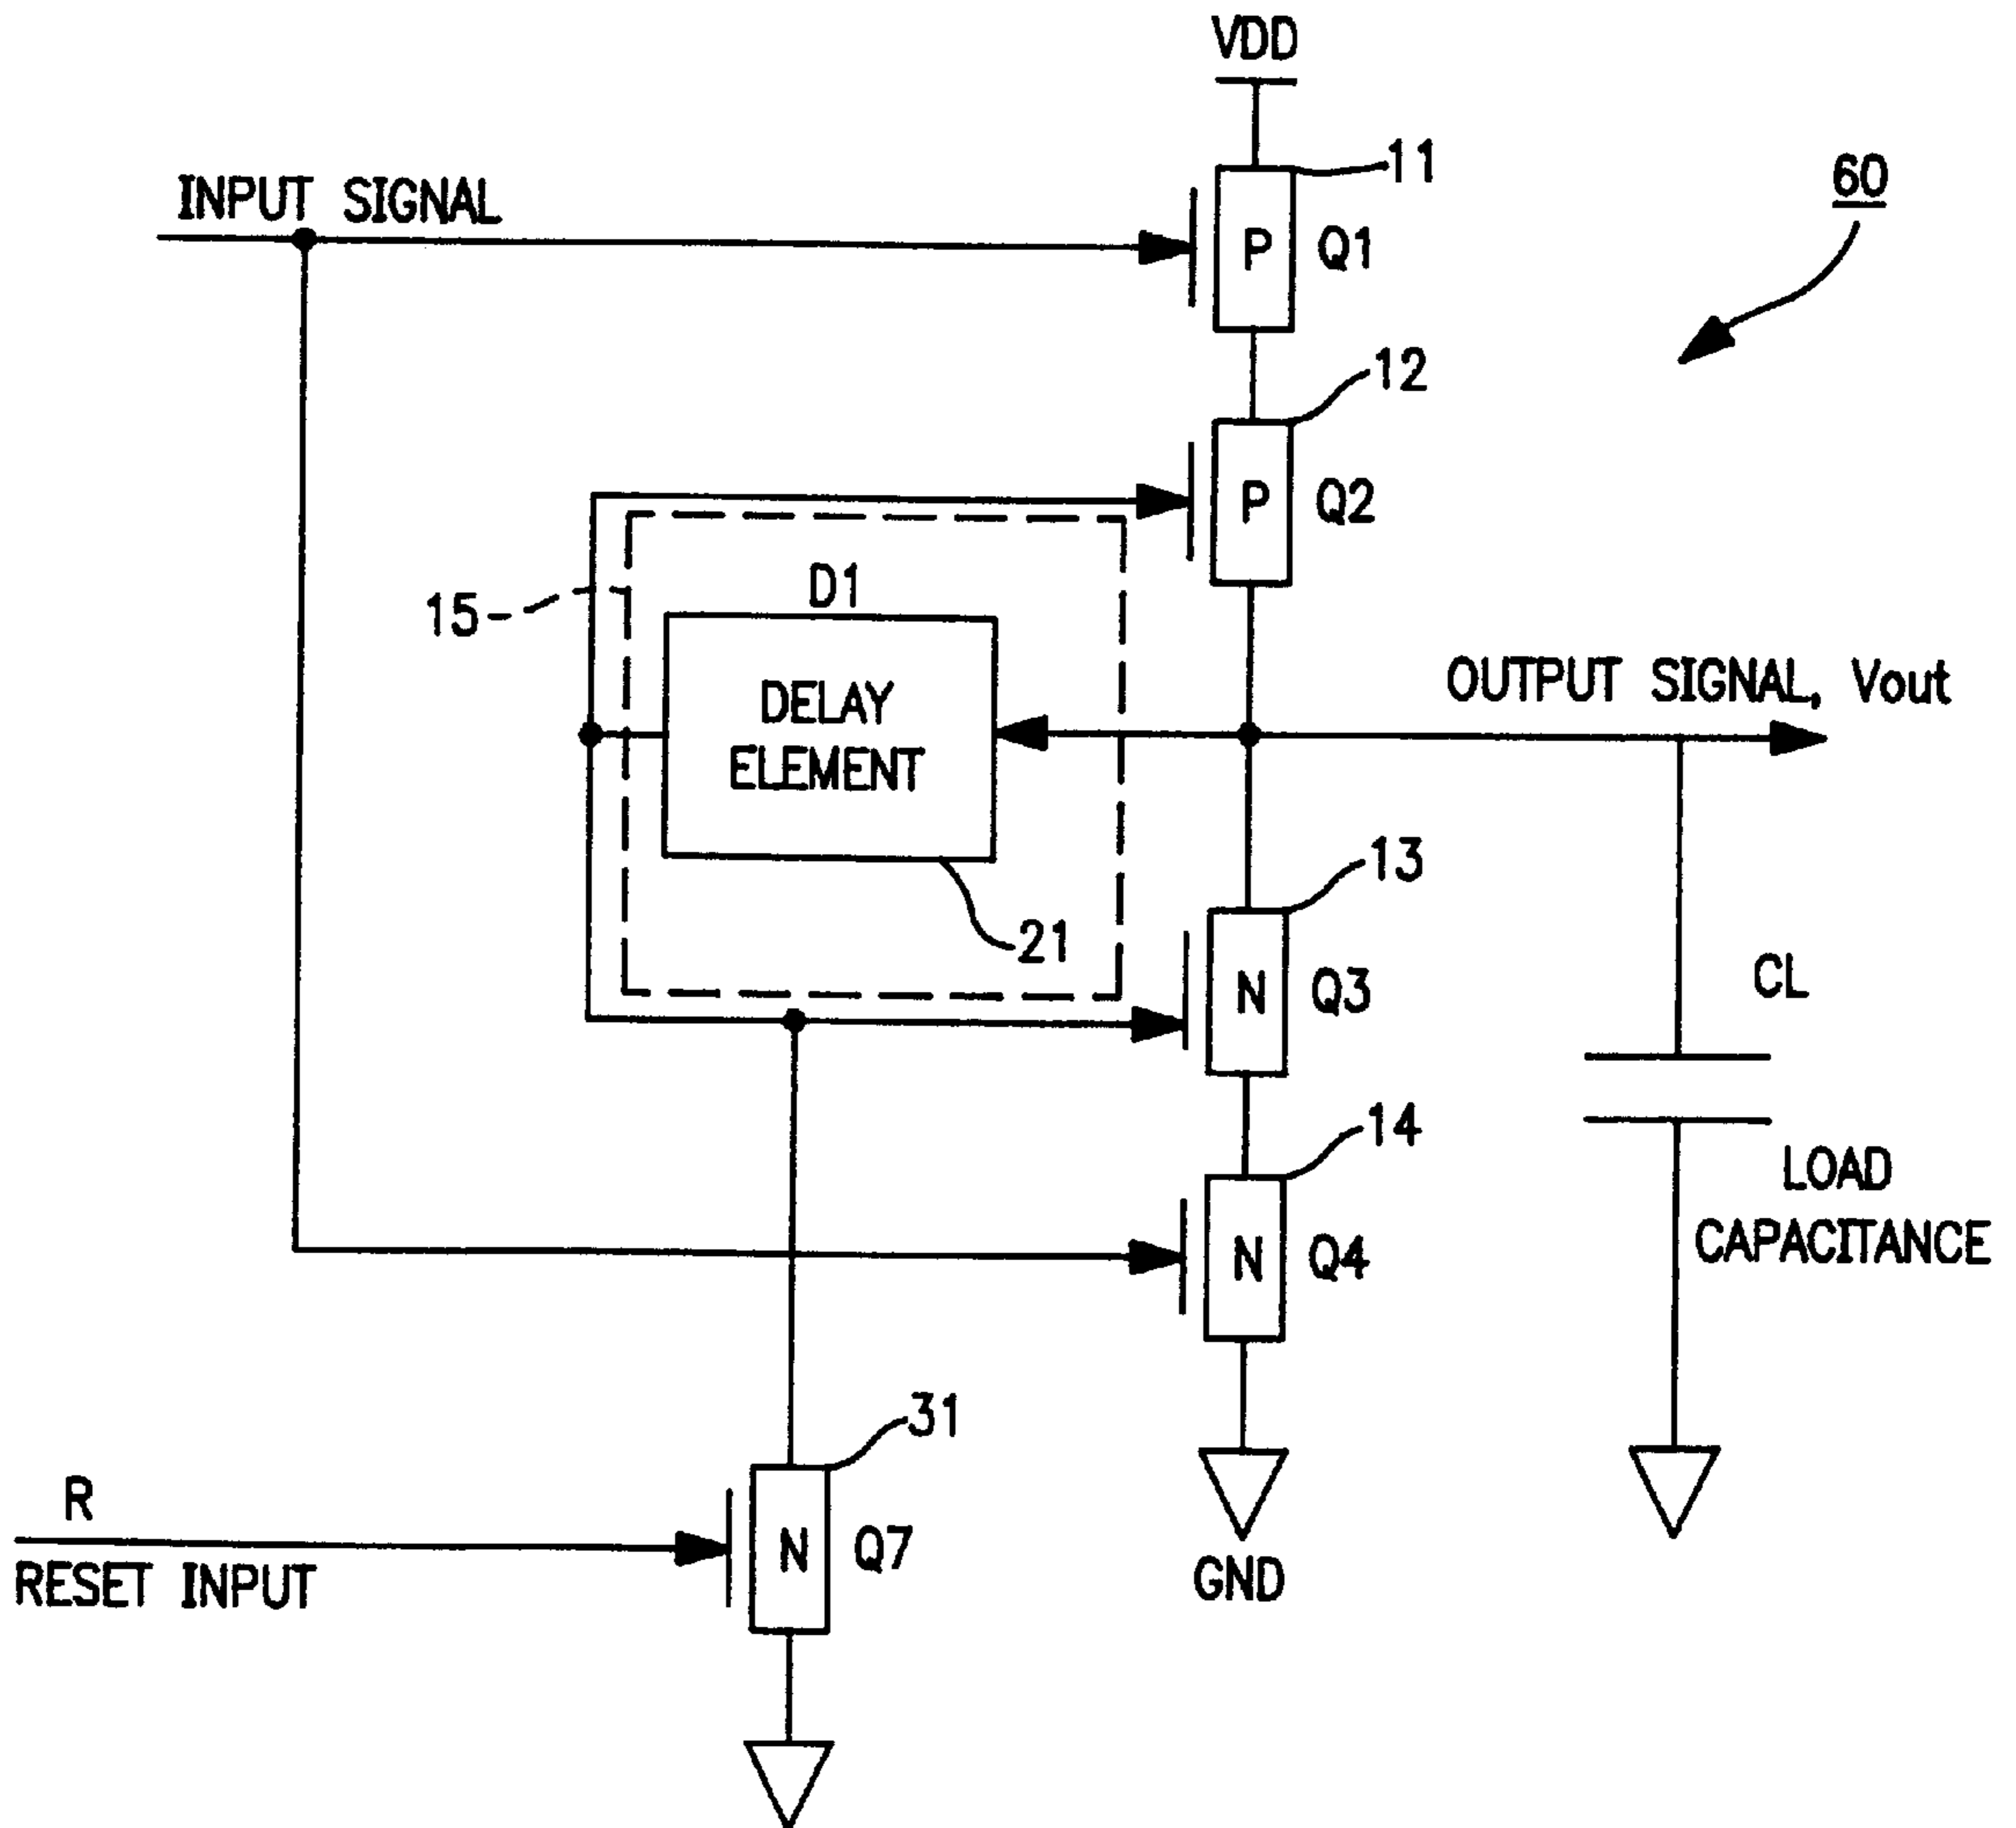 VDD
11
60
INPUT SIGNAL
P
Q1
12
P
Q2
D1
15
DELAY
ELEMENT
OUTPUT SIGNAL, Vout
13
21
N
Q3
CL
14
LOAD
CAPACITANCE
N
Q4
31
R
RESET INPUT
N
Q7
GND